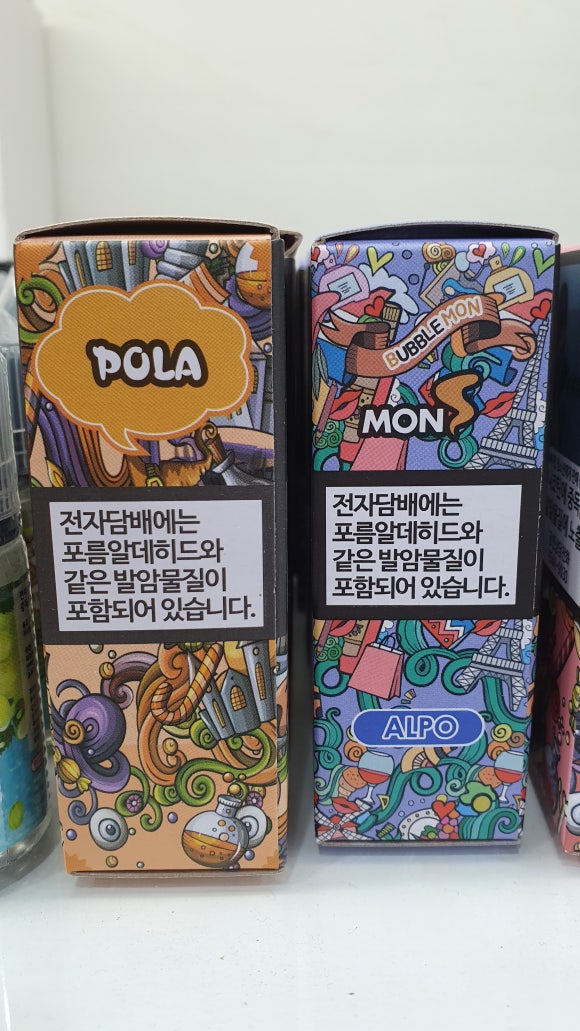 POLA
전자담배에는
포름알데히드와
같은 발암물질이
포함되어 있습니다.
BUBBLE MON
MON S
전자담배에는
포름알데히드와
같은 발암물질이
포함되어 있습니다.
ALPO